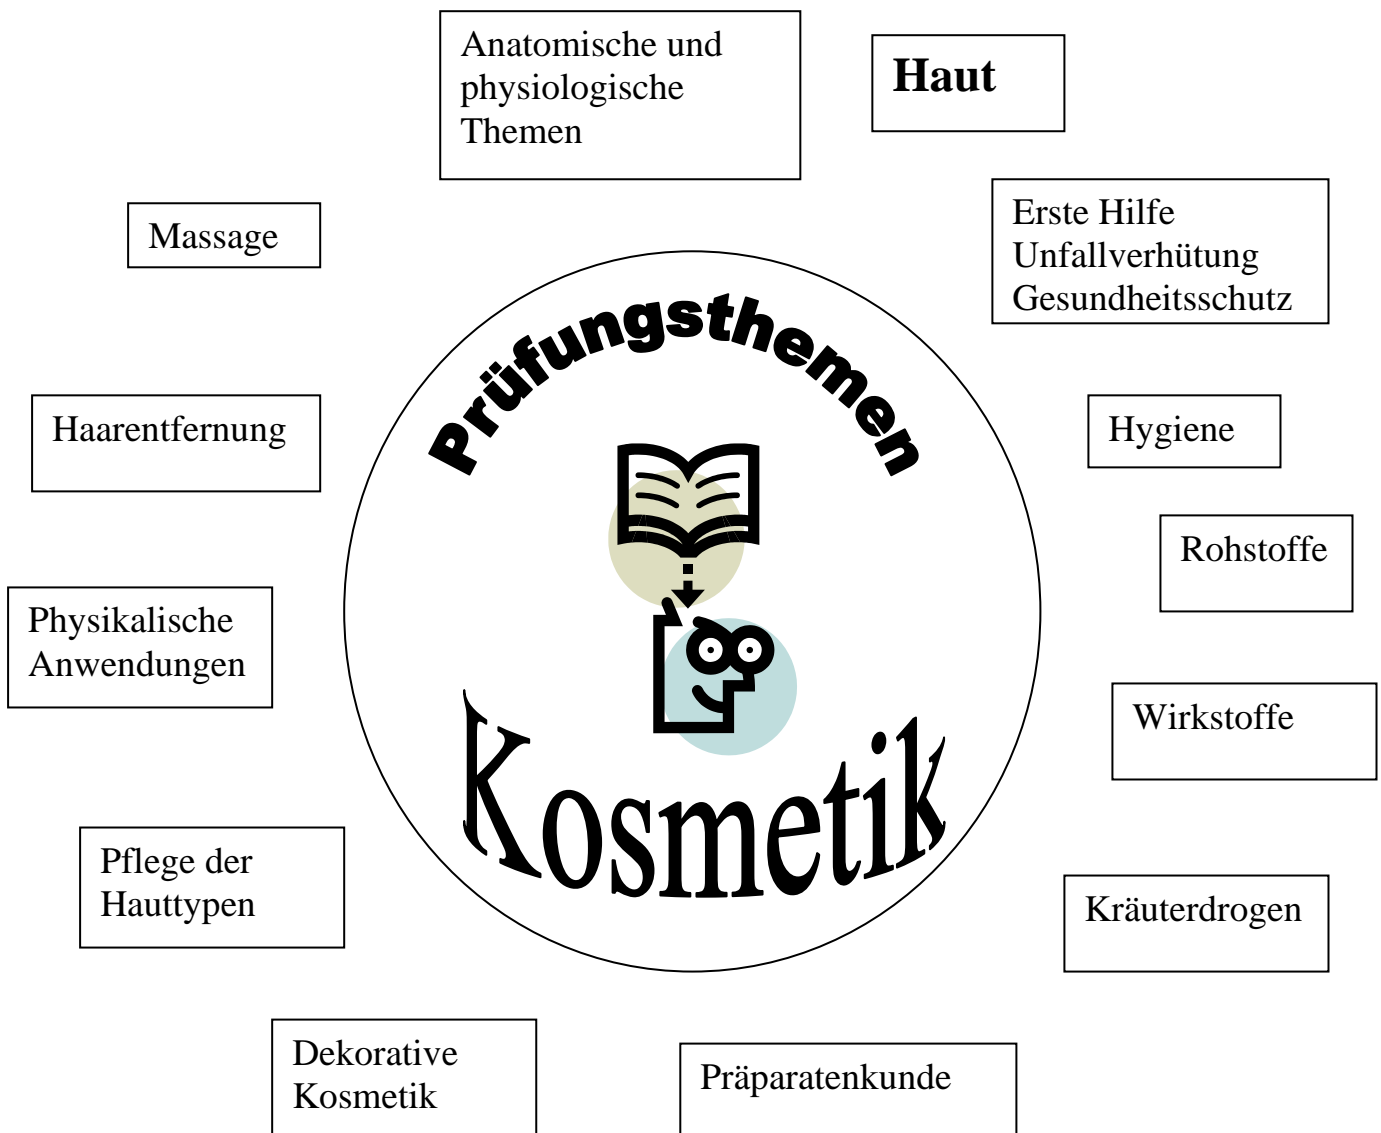 Anatomische und
physiologische
Themen
Haut
Erste Hilfe
Unfallverhütung
Gesundheitsschutz
Massage
Prüfungsthemen
Haarentfernung
Hygiene
Rohstoffe
Physikalische
Anwendungen
Wirkstoffe
Kosmetik
Pflege der
Hauttypen
Kräuterdrogen
Dekorative
Kosmetik
Präparatenkunde